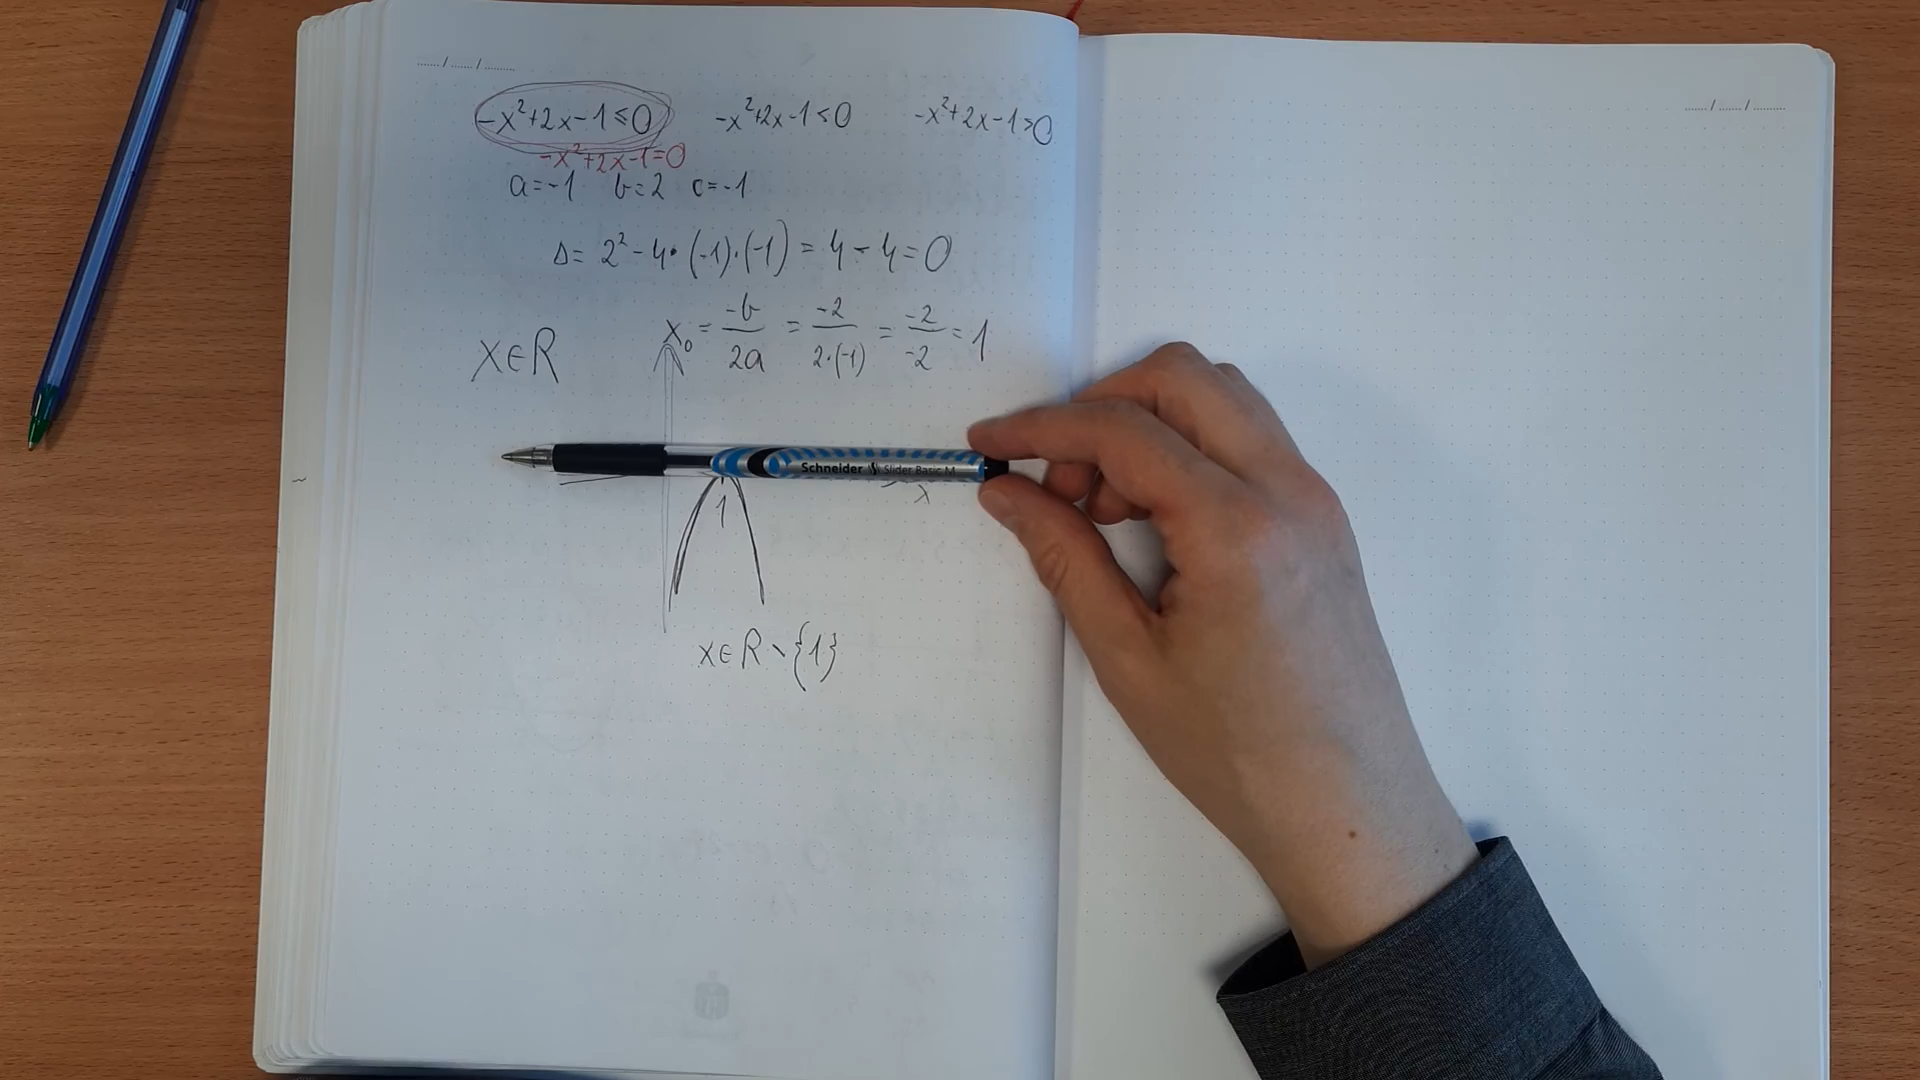 ...... / ...... / .........
-x²+2x-1≤0 -x²+2x-1<0 -x²+2x-1>0
-x²+2x-1=0
a=-1 b=2 c=-1
Δ= 2²-4·(-1)·(-1) = 4-4=0
x₀ = -b/2a = -2/2·(-1) = -2/-2 = 1
x∈R
Schneider Slider Basic M
x
1
x∈R \ {1}
...... / ...... / .........